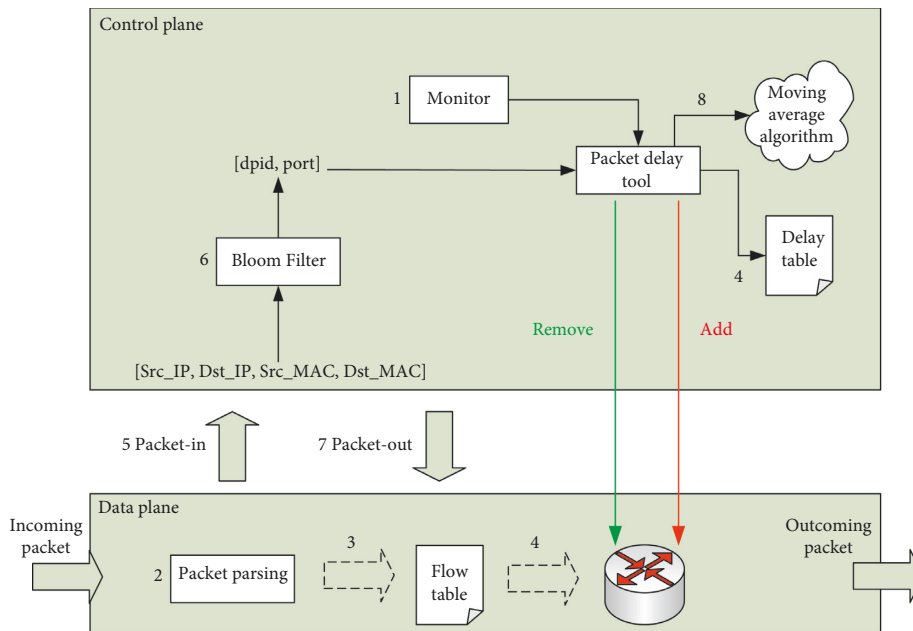 Control plane
1
Monitor
8
Moving
average
algorithm
[dpid, port]
Packet delay
tool
6
Bloom Filter
4
Delay
table
Remove
Add
[Src_IP, Dst_IP, Src_MAC, Dst_MAC]
5 Packet-in
7 Packet-out
Data plane
Incoming
packet
2
Packet parsing
3
Flow
table
4
Outcoming
packet